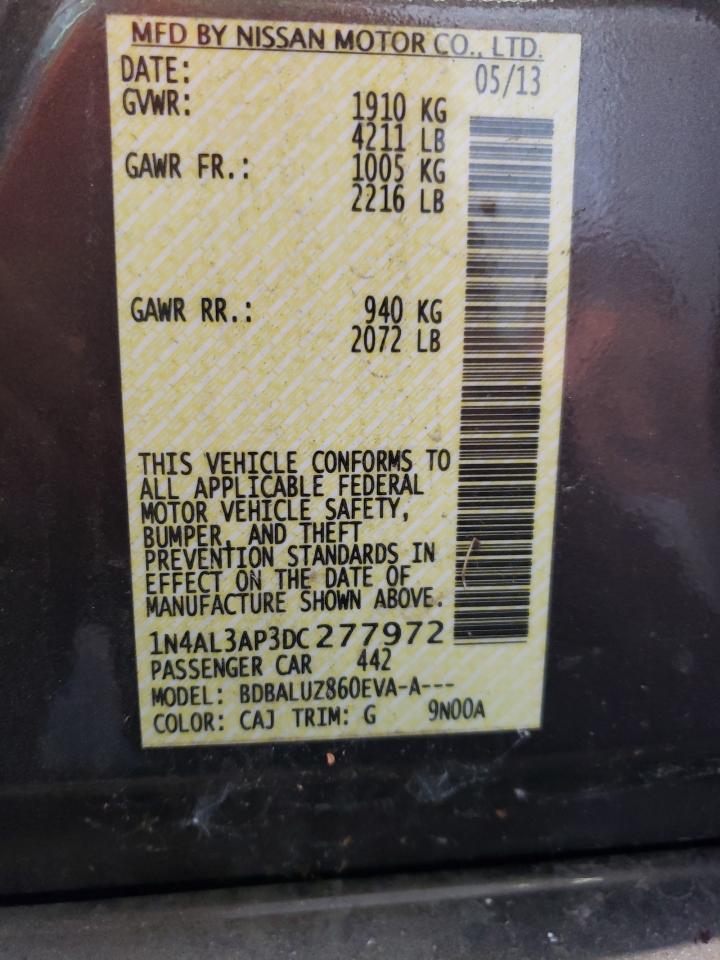 MFD BY NISSAN MOTOR CO., LTD.
DATE: 05/13
GVWR: 1910 KG
4211 LB
GAWR FR.: 1005 KG
2216 LB
GAWR RR.: 940 KG
2072 LB
THIS VEHICLE CONFORMS TO
ALL APPLICABLE FEDERAL
MOTOR VEHICLE SAFETY,
BUMPER, AND THEFT
PREVENTION STANDARDS IN
EFFECT ON THE DATE OF
MANUFACTURE SHOWN ABOVE.
1N4AL3AP3DC277972
PASSENGER CAR 442
MODEL: BDBALUZ860EVA-A---
COLOR: CAJ TRIM: G 9N00A